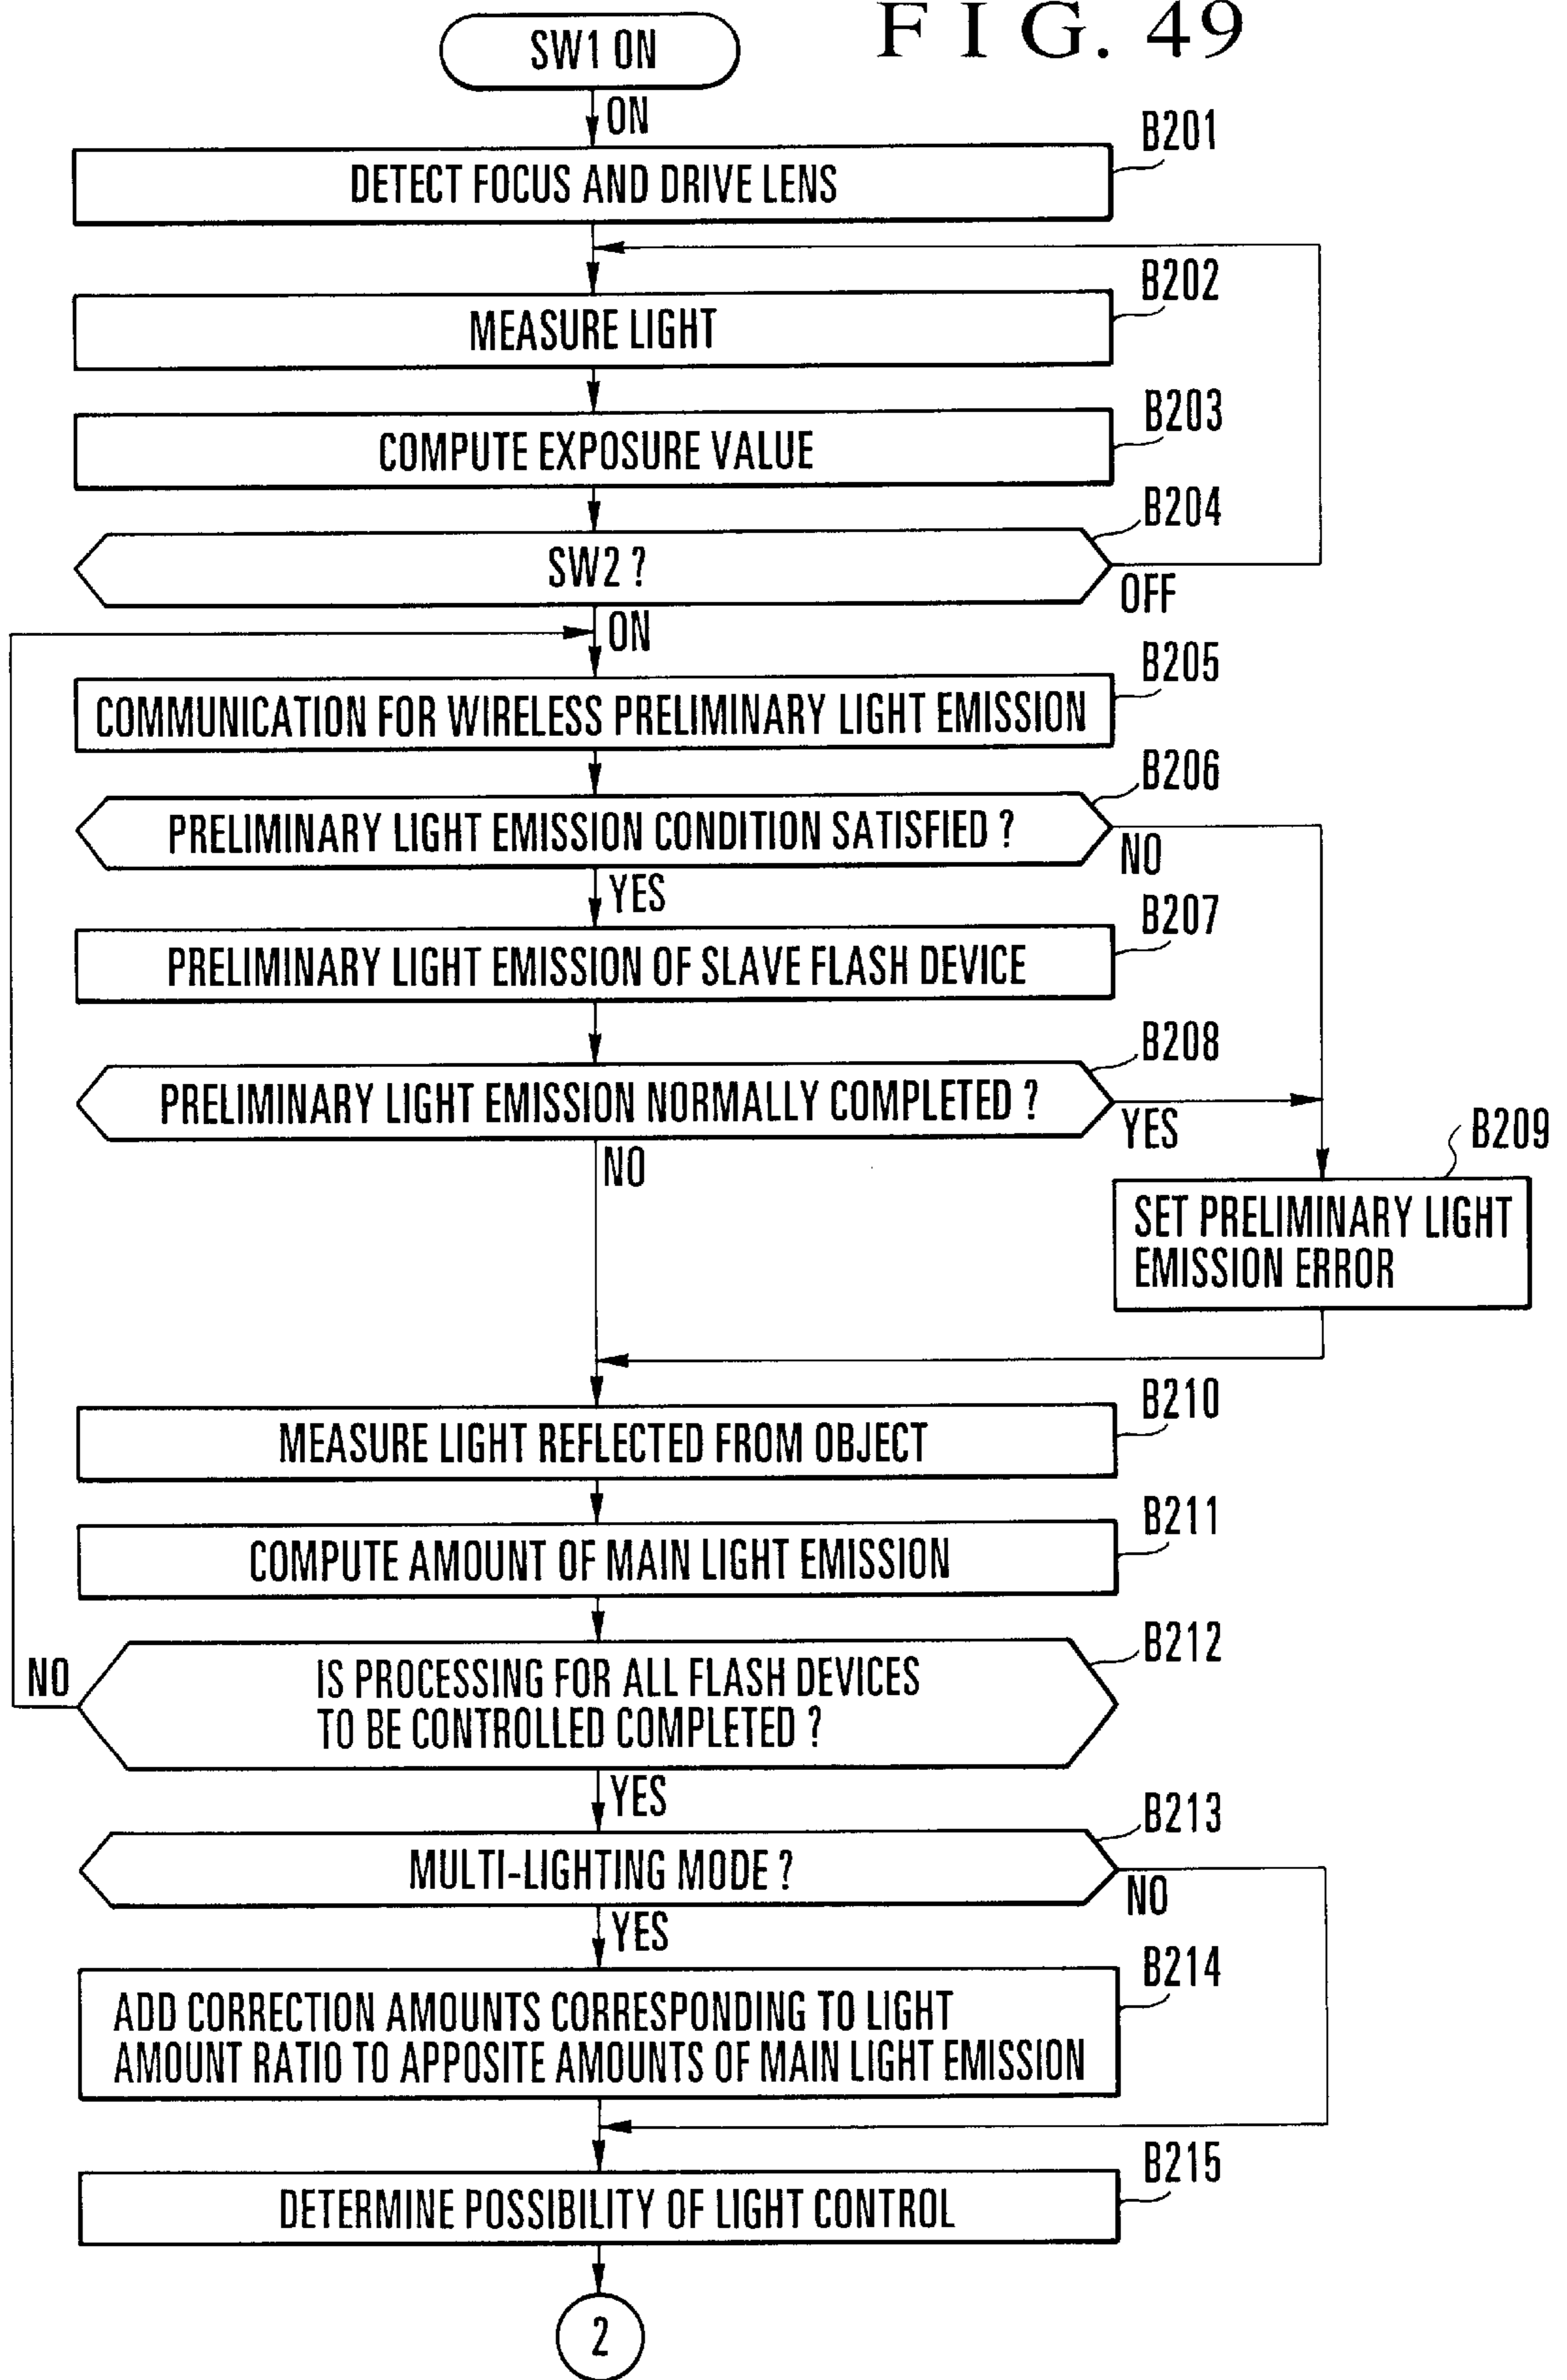 FIG. 49
SW1 ON
ON
B201
DETECT FOCUS AND DRIVE LENS
B202
MEASURE LIGHT
B203
COMPUTE EXPOSURE VALUE
B204
SW2 ?
OFF
ON
B205
COMMUNICATION FOR WIRELESS PRELIMINARY LIGHT EMISSION
B206
PRELIMINARY LIGHT EMISSION CONDITION SATISFIED ?
NO
YES
B207
PRELIMINARY LIGHT EMISSION OF SLAVE FLASH DEVICE
B208
PRELIMINARY LIGHT EMISSION NORMALLY COMPLETED ?
YES
NO
B209
SET PRELIMINARY LIGHT
EMISSION ERROR
B210
MEASURE LIGHT REFLECTED FROM OBJECT
B211
COMPUTE AMOUNT OF MAIN LIGHT EMISSION
B212
NO
IS PROCESSING FOR ALL FLASH DEVICES
TO BE CONTROLLED COMPLETED ?
YES
B213
MULTI-LIGHTING MODE ?
NO
YES
B214
ADD CORRECTION AMOUNTS CORRESPONDING TO LIGHT
AMOUNT RATIO TO APPOSITE AMOUNTS OF MAIN LIGHT EMISSION
B215
DETERMINE POSSIBILITY OF LIGHT CONTROL
2